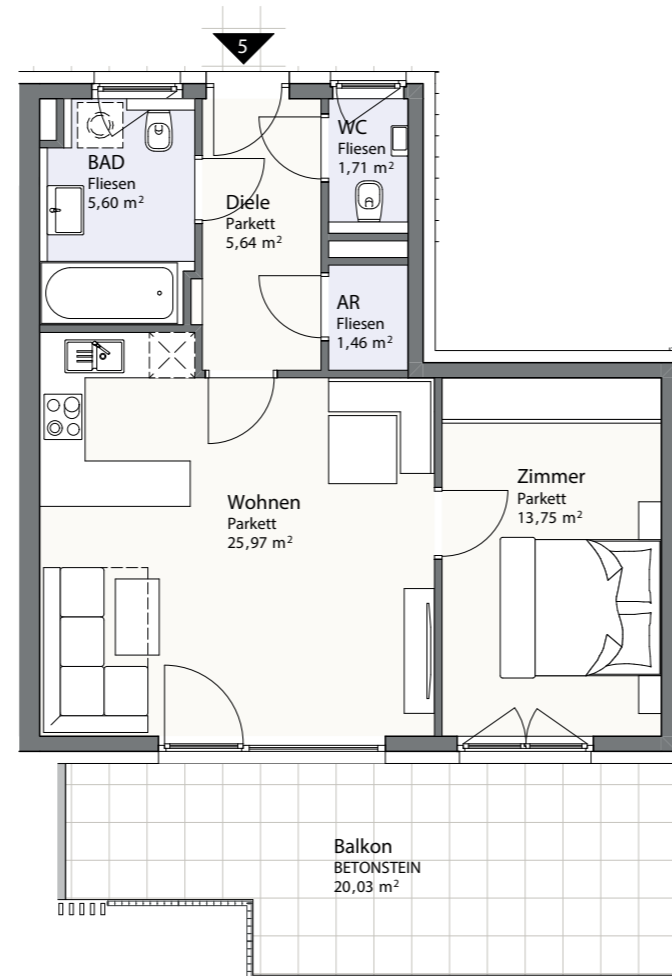 5
BAD
Fliesen
5,60 m²
Diele
Parkett
5,64 m²
WC
Fliesen
1,71 m²
AR
Fliesen
1,46 m²
Wohnen
Parkett
25,97 m²
Zimmer
Parkett
13,75 m²
Balkon
BETONSTEIN
20,03 m²